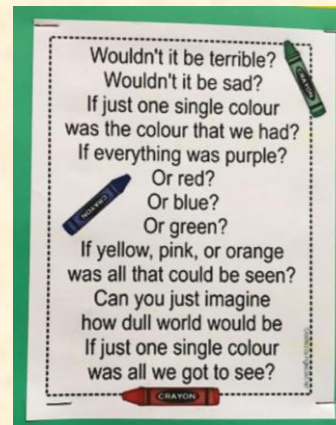 Wouldn't it be terrible?
Wouldn't it be sad?
If just one single colour
was the colour that we had?
If everything was purple?
Or red?
Or blue?
Or green?
If yellow, pink, or orange
was all that could be seen?
Can you just imagine
how dull world would be
If just one single colour
was all we got to see?
CRAYON
CRAYON
CRAYON